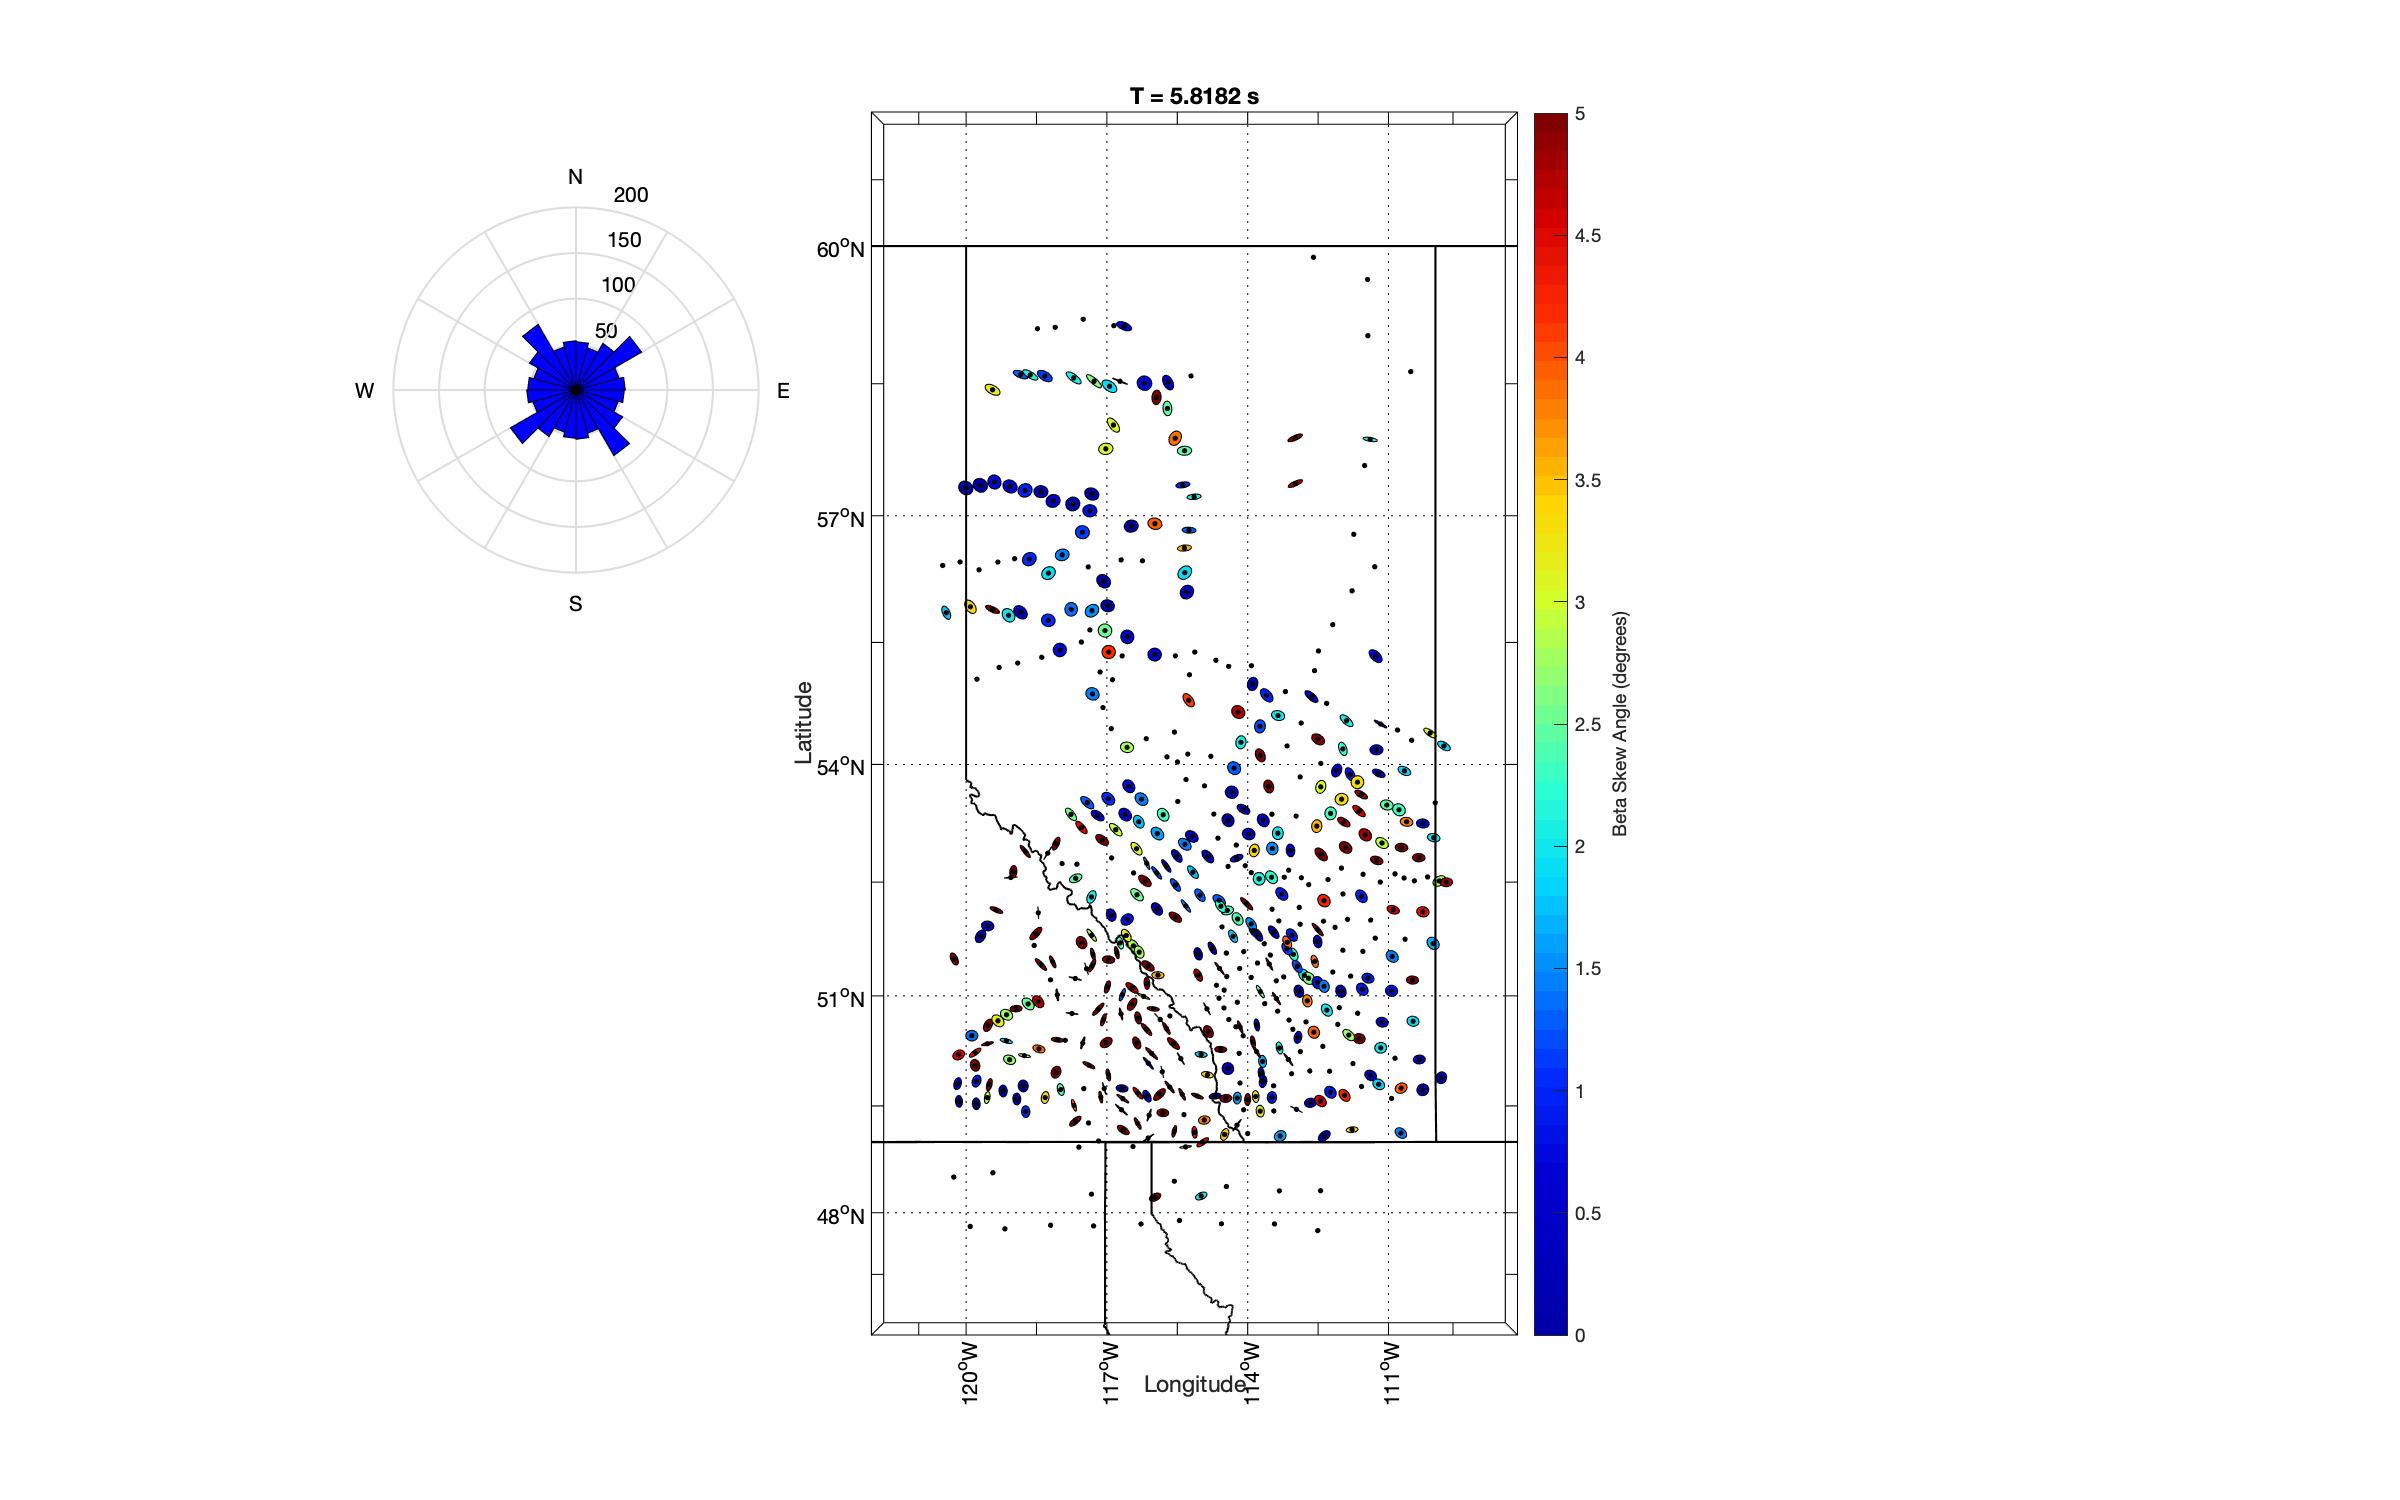 T = 5.8182 s
N
200
150
100
50
W
E
S
60°N
57°N
54°N
51°N
48°N
Latitude
120°W
117°W
114°W
111°W
Longitude
5
4.5
4
3.5
3
2.5
2
1.5
1
0.5
0
Beta Skew Angle (degrees)